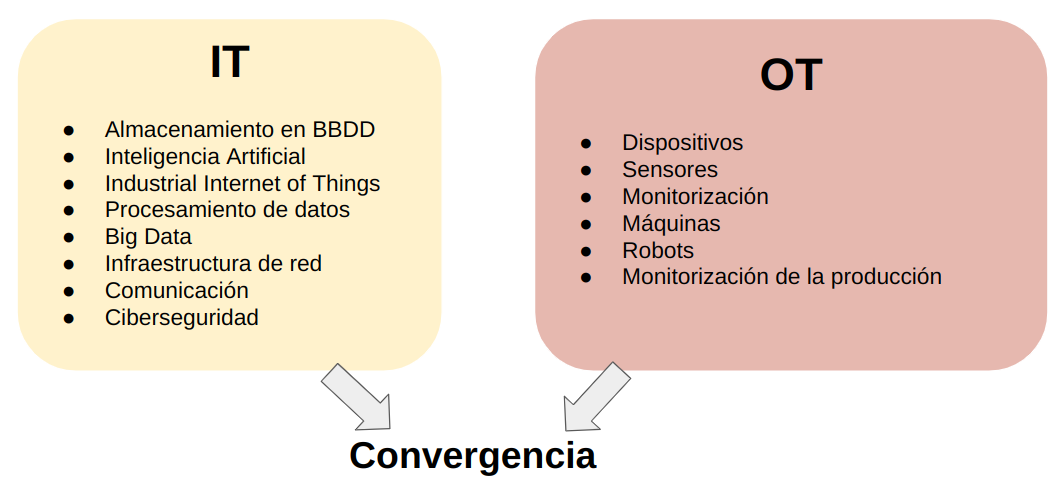 IT
● Almacenamiento en BBDD
● Inteligencia Artificial
● Industrial Internet of Things
● Procesamiento de datos
● Big Data
● Infraestructura de red
● Comunicación
● Ciberseguridad
OT
● Dispositivos
● Sensores
● Monitorización
● Máquinas
● Robots
● Monitorización de la producción
Convergencia